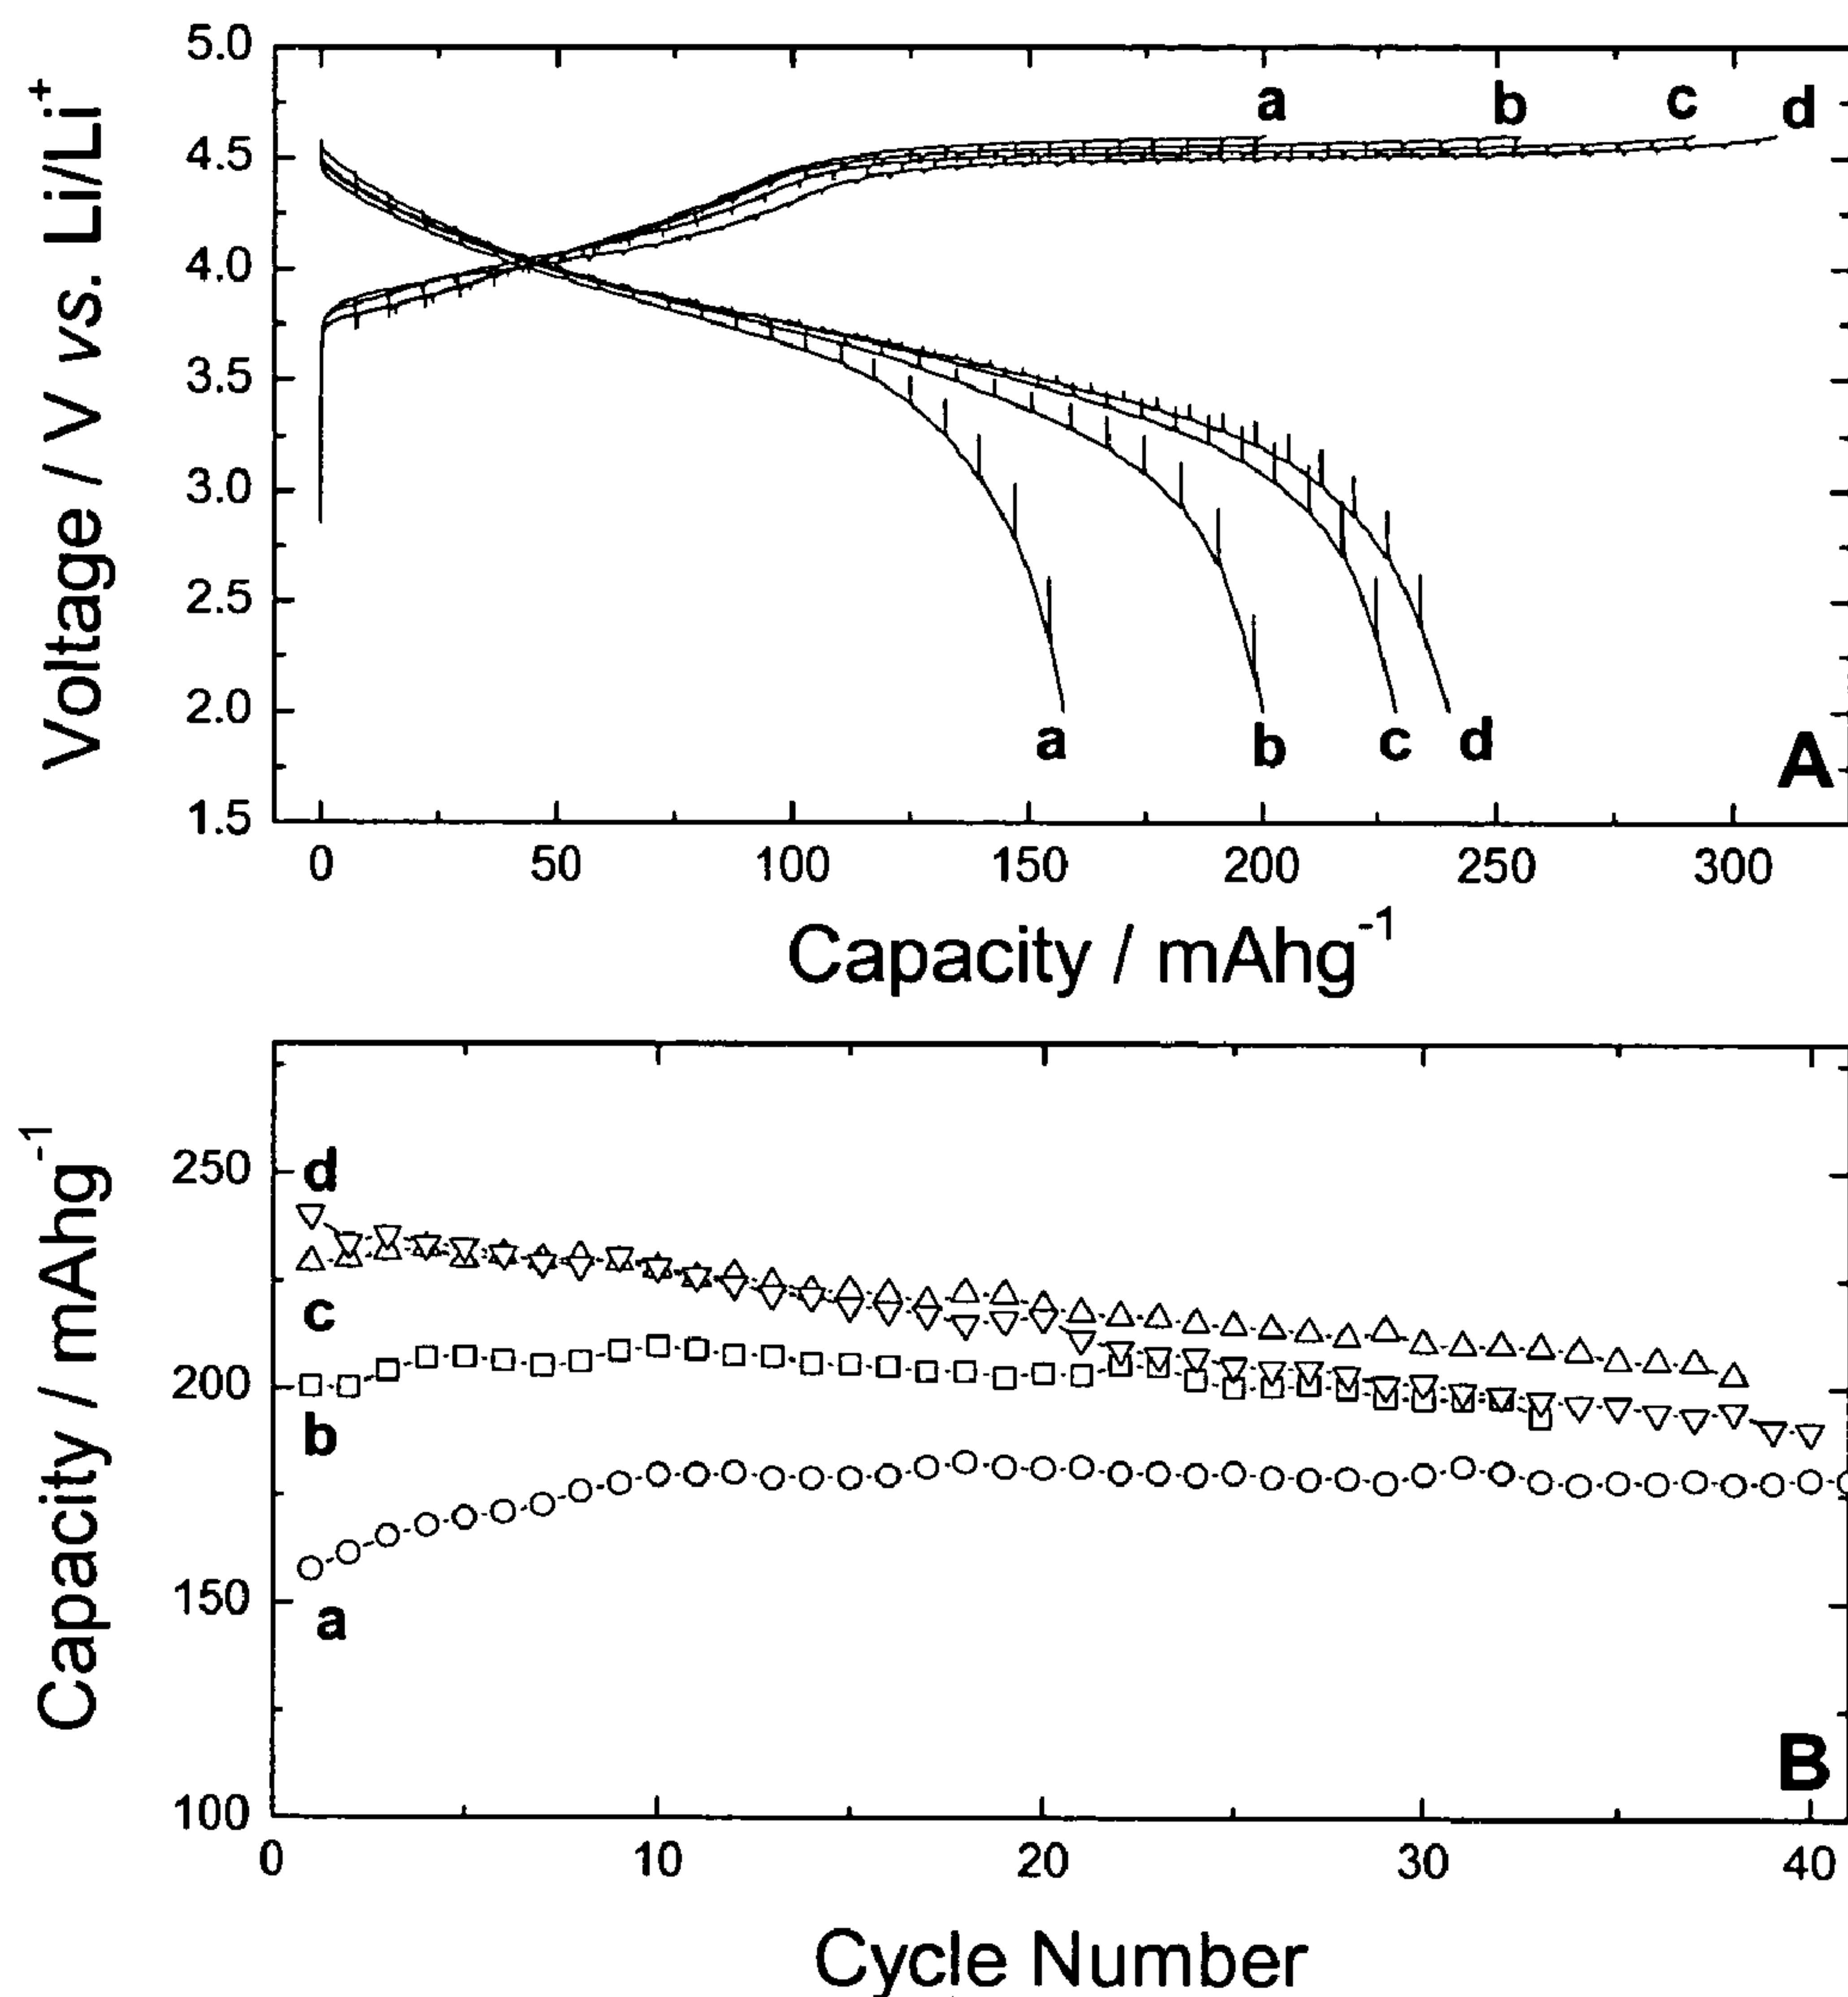 5.0
4.5
4.0
3.5
3.0
2.5
2.0
1.5
Voltage / V vs. Li/Li⁺
a b c d
a b c d
A
0 50 100 150 200 250 300
Capacity / mAhg⁻¹
250
200
150
100
Capacity / mAhg⁻¹
d
c
b
a
B
0 10 20 30 40
Cycle Number